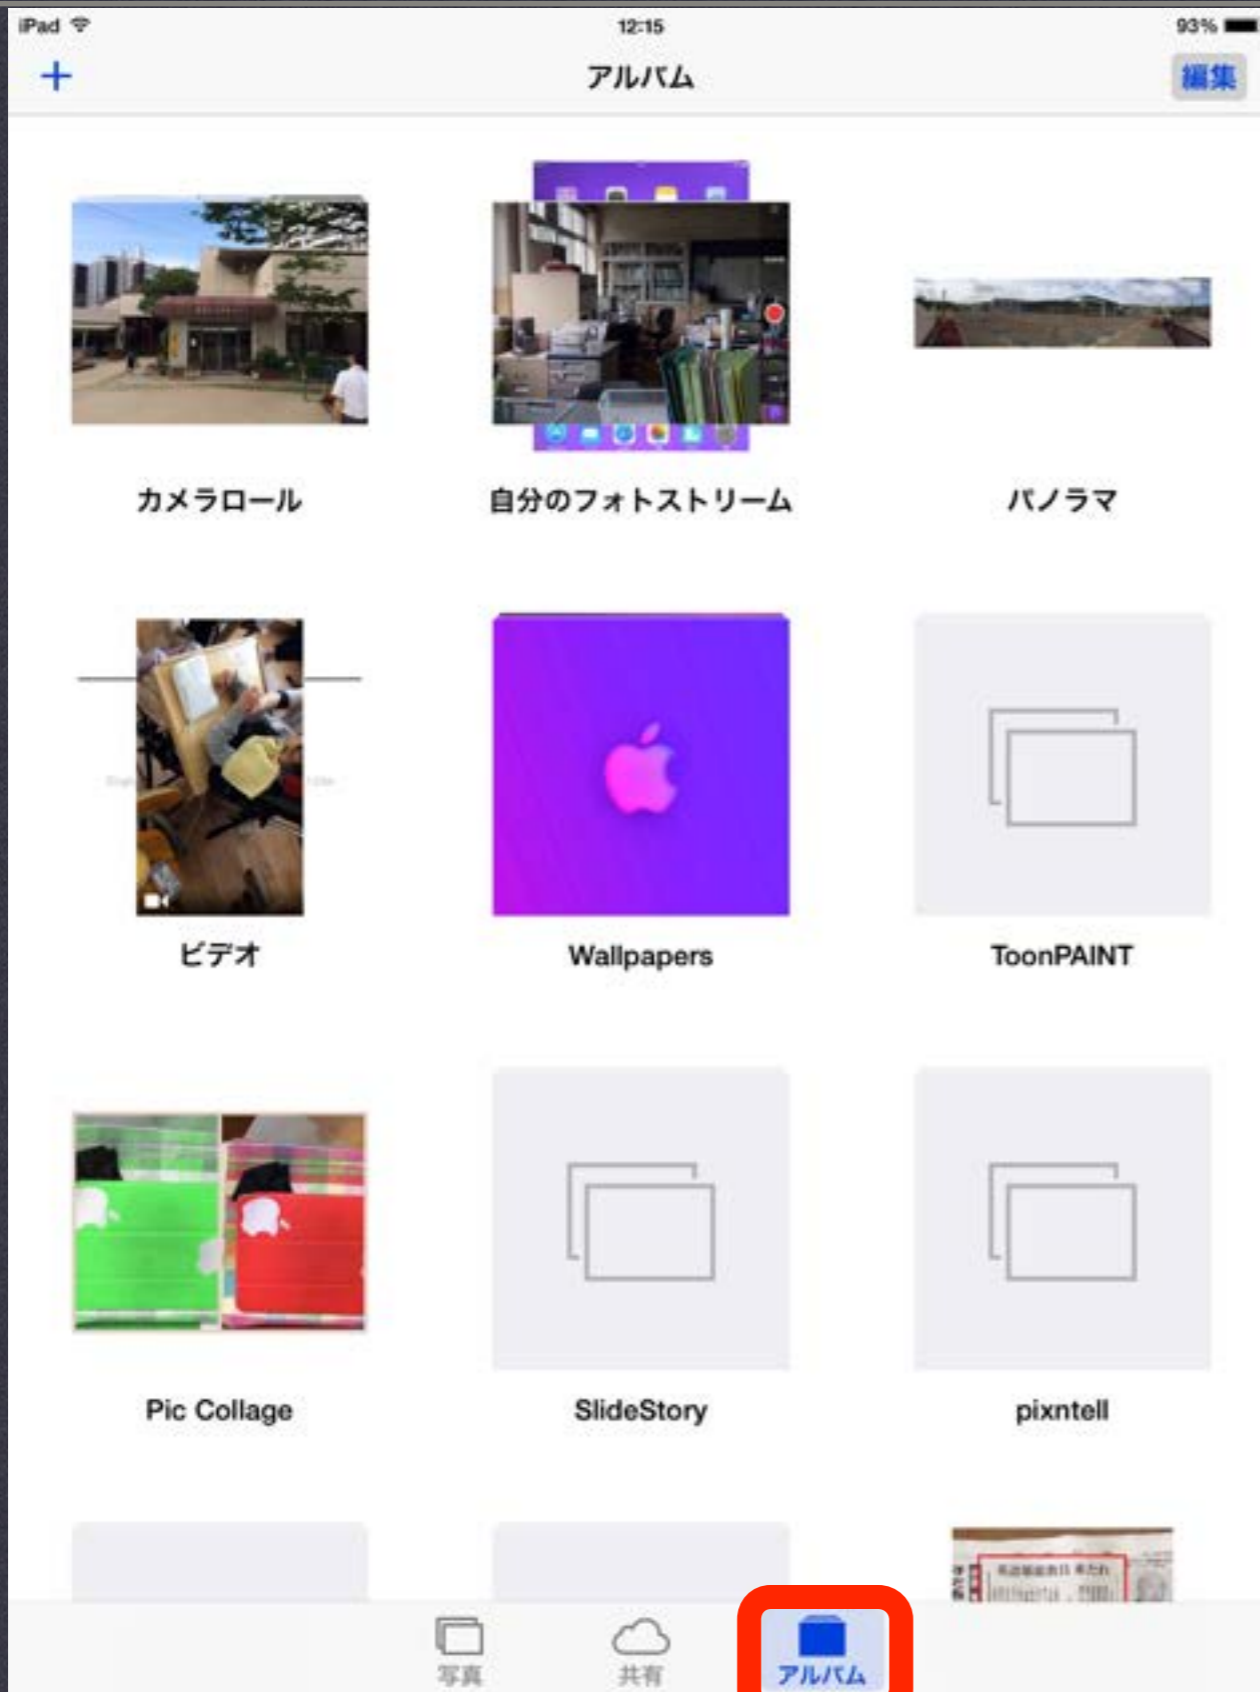 iPad 12:15 93%
+ アルバム 編集
カメラロール 自分のフォトストリーム パノラマ
ビデオ Wallpapers ToonPAINT
Pic Collage SlideStory pixntell
写真 共有 アルバム